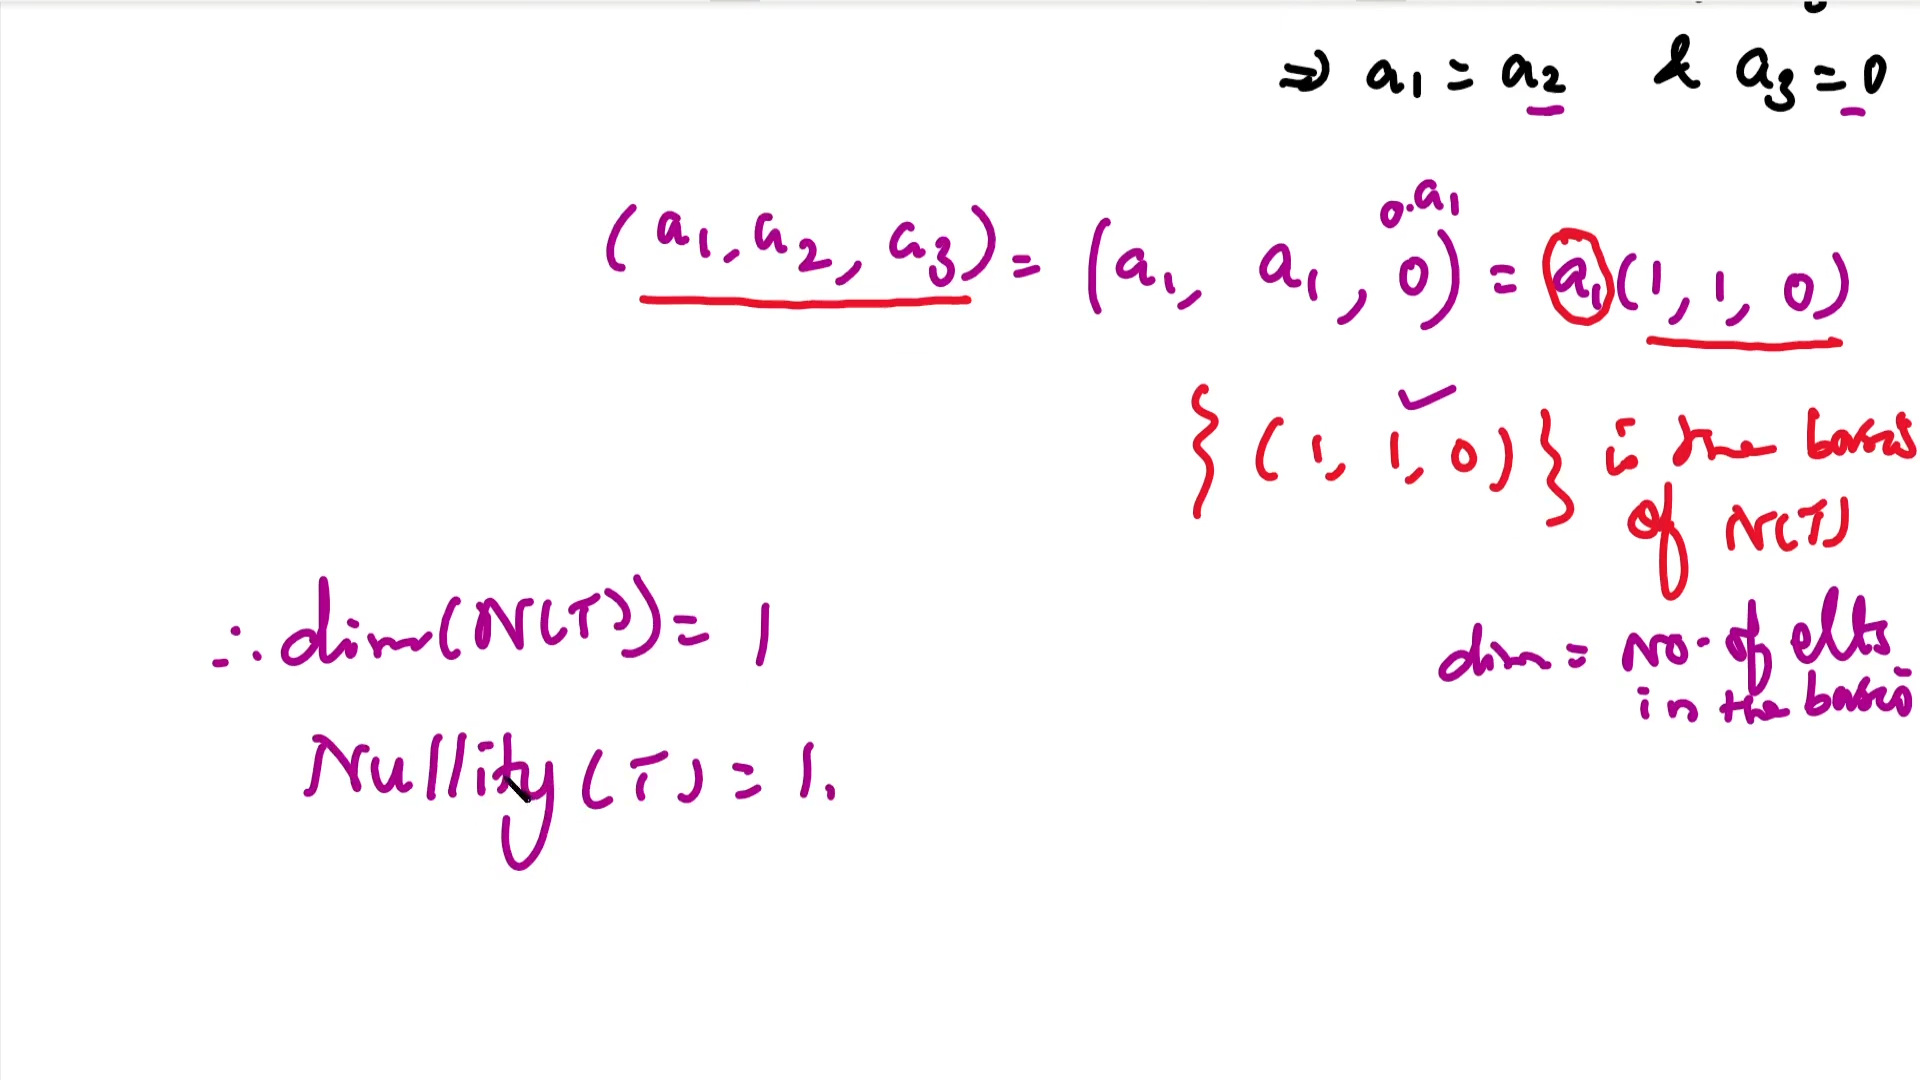 ⇒ a₁ = a₂ & a₃ = 0
0.a₁
(a₁, a₂, a₃) = (a₁, a₁, 0) = a₁(1, 1, 0)
{(1, 1, 0)} is the basis
of N(T)
∴ dim(N(T)) = 1
dim = No. of elts
in the basis
Nullity(T) = 1.